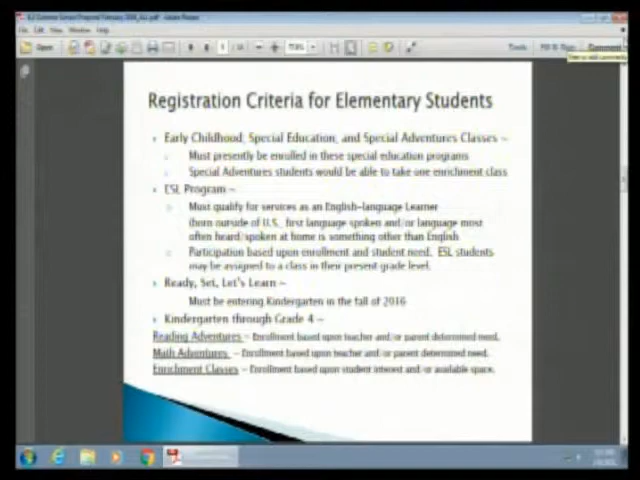 File Edit View Window Help
Open
Tools
Comment
Registration Criteria for Elementary Students
Early Childhood, Special Education, and Special Adventures Classes ~
Must presently be enrolled in these special education programs
Special Adventures students would be able to take one enrichment class
ESL Program ~
Must qualify for services as an English-language Learner
(born outside of U.S., first language spoken and/or language most
often heard/spoken at home is something other than English
Participation based upon enrollment and student need. ESL students
may be assigned to a class in their present grade level.
Ready, Set, Let's Learn ~
Must be entering Kindergarten in the fall of 2016
Kindergarten through Grade 4 ~
Reading Adventures - Enrollment based upon teacher and/or parent determined need.
Math Adventures - Enrollment based upon teacher and/or parent determined need.
Enrichment Classes - Enrollment based upon student interest and/or available space.